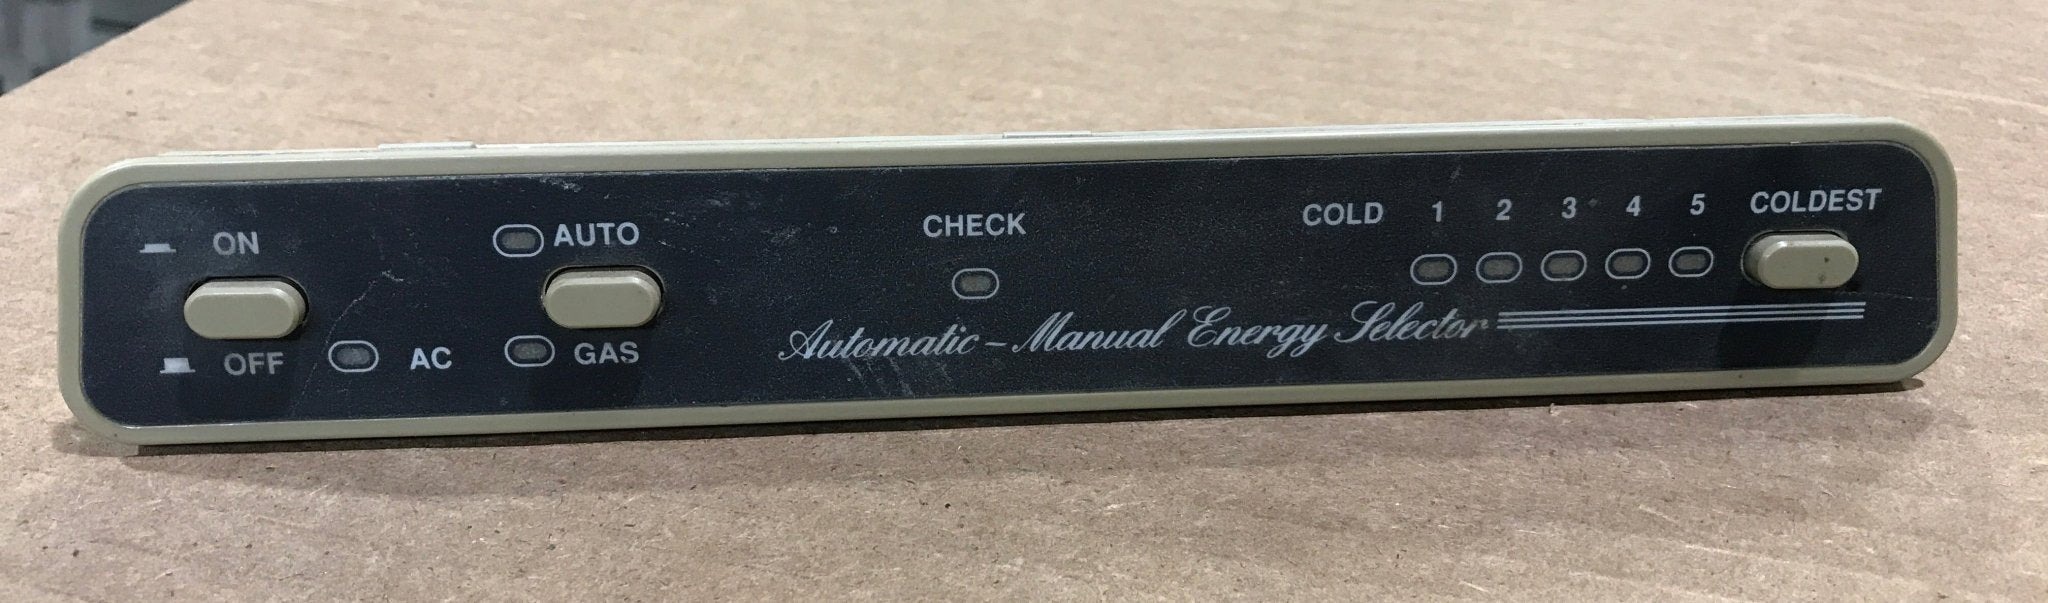 ON
OFF
AC
AUTO
GAS
CHECK
COLD 1 2 3 4 5 COLDEST
Automatic - Manual Energy Selector